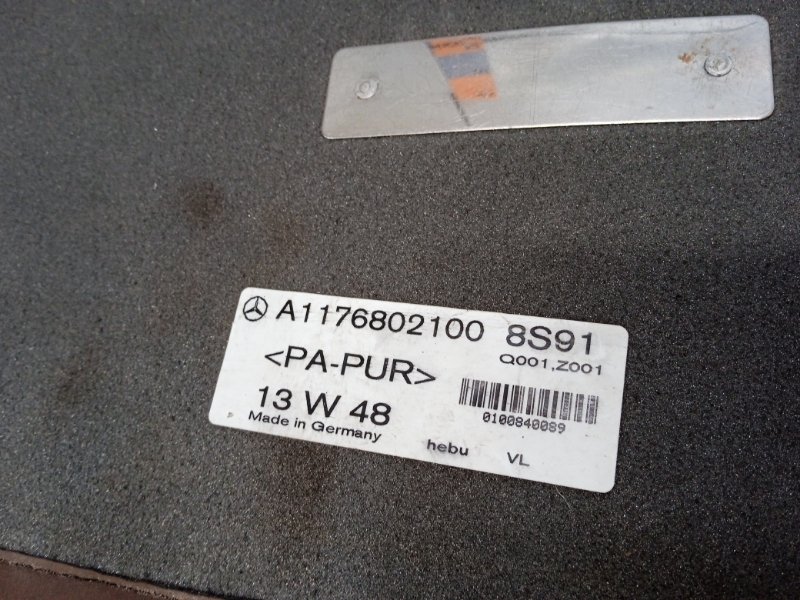 A1176802100 8S91
Q001,Z001
<PA-PUR>
13 W 48
0100840089
Made in Germany
hebu VL